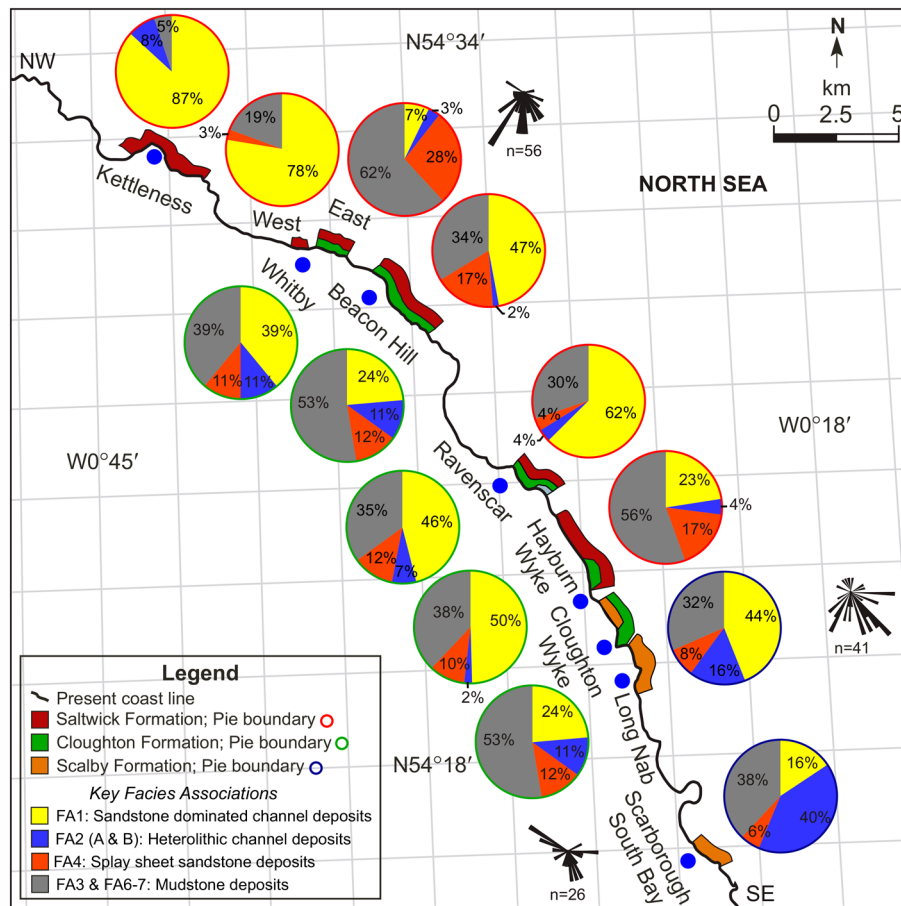 NW
5%
8%
87%
N54°34′
N
km
0 2.5 5
3%
19%
78%
7%
3%
28%
62%
n=56
NORTH SEA
Kettleness
West
East
Whitby
Beacon Hill
34%
47%
17%
2%
39%
39%
11%
11%
24%
53%
11%
12%
30%
62%
4%
4%
W0°18′
W0°45′
Ravenscar
23%
4%
56%
17%
35%
46%
12%
7%
Hayburn
Wyke
Cloughton
Wyke
38%
50%
10%
2%
32%
44%
8%
16%
n=41
Long Nab
24%
53%
11%
12%
N54°18′
Scarborough
South Bay
16%
38%
40%
6%
n=26
SE
Legend
Present coast line
Saltwick Formation; Pie boundary
Cloughton Formation; Pie boundary
Scalby Formation; Pie boundary
Key Facies Associations
FA1: Sandstone dominated channel deposits
FA2 (A & B): Heterolithic channel deposits
FA4: Splay sheet sandstone deposits
FA3 & FA6-7: Mudstone deposits